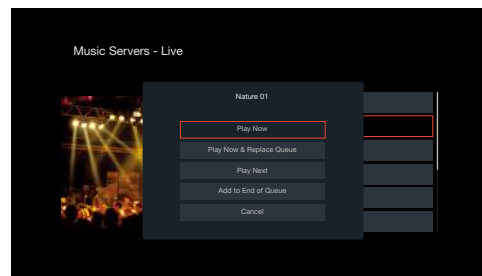 Music Servers - Live
Nature 01
Play Now
Play Now & Replace Queue
Play Next
Add to End of Queue
Cancel